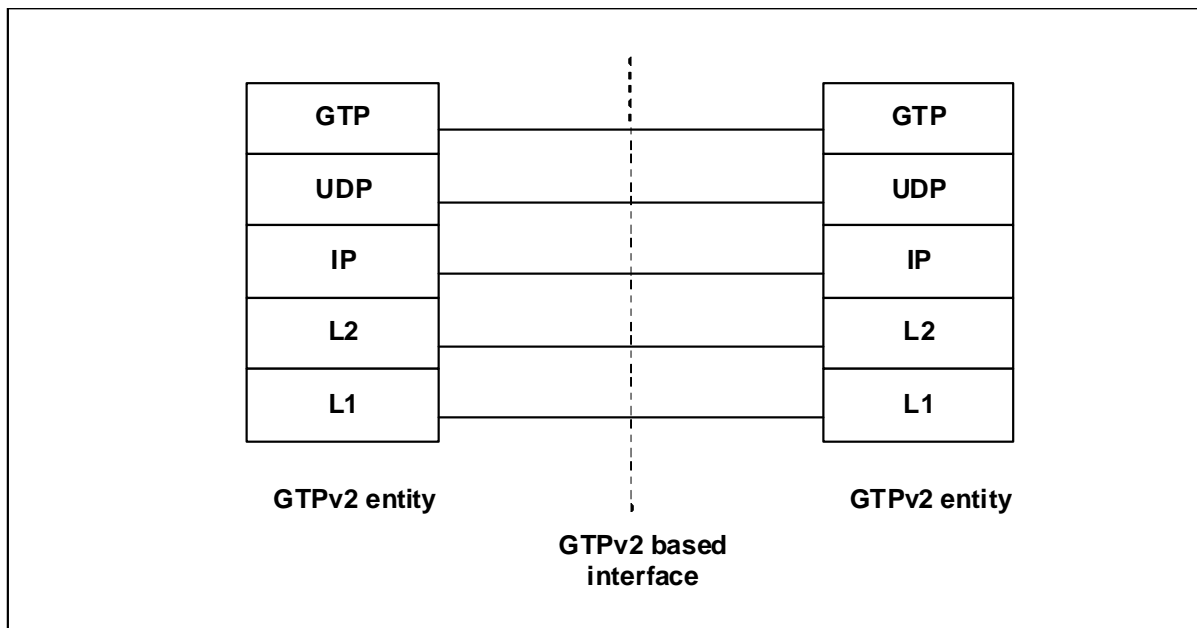 GTP GTP
UDP UDP
IP IP
L2 L2
L1 L1
GTPv2 entity GTPv2 entity
GTPv2 based
interface